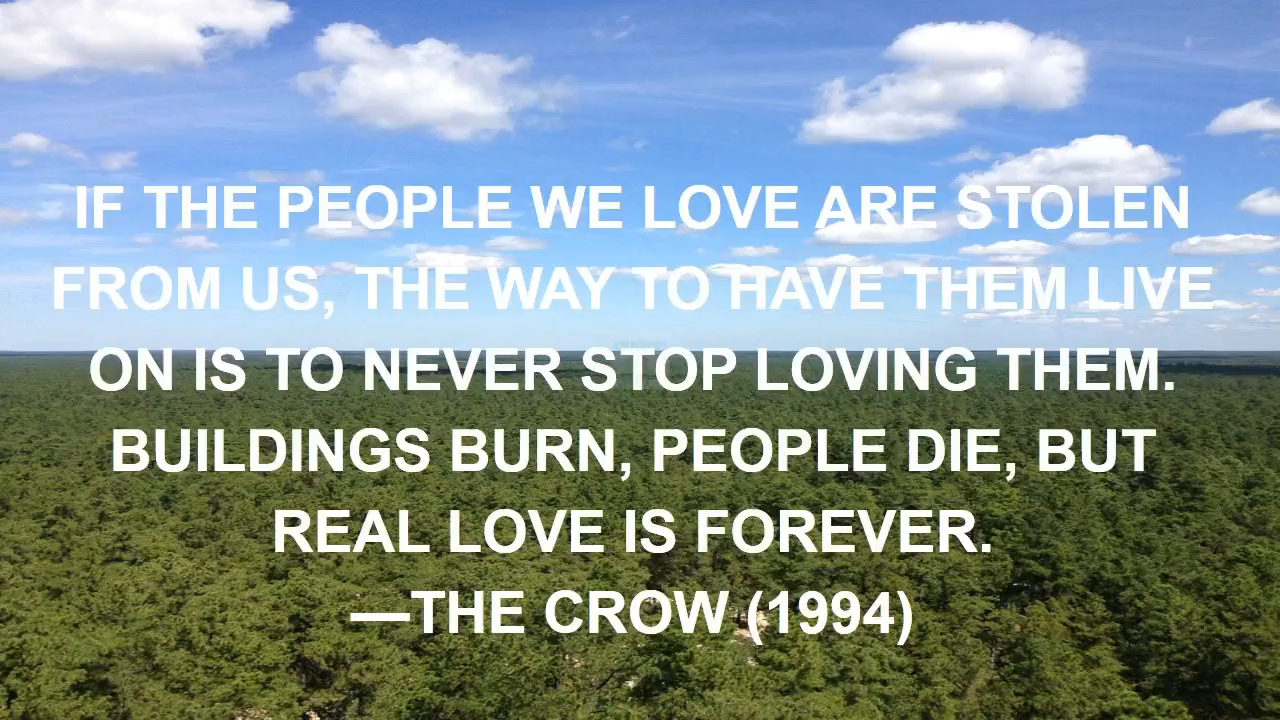 IF THE PEOPLE WE LOVE ARE STOLEN
FROM US, THE WAY TO HAVE THEM LIVE
ON IS TO NEVER STOP LOVING THEM.
BUILDINGS BURN, PEOPLE DIE, BUT
REAL LOVE IS FOREVER.
—THE CROW (1994)